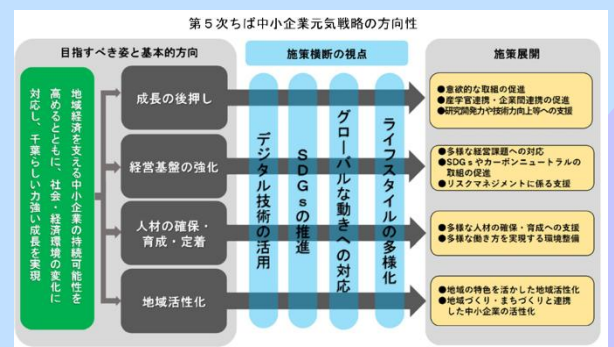 第５次ちば中小企業元気戦略の方向性
目指すべき姿と基本的方向
地域経済を支える中小企業の持続可能性を
高めるとともに、社会・経済環境の変化に
対応し、千葉らしい力強い成長を実現
成長の後押し
経営基盤の強化
人材の確保・
育成・定着
地域活性化
施策横断の視点
デジタル技術の活用
ＳＤＧｓの推進
グローバルな動きへの対応
ライフスタイルの多様化
施策展開
●意欲的な取組の促進
●産学官連携・企業間連携の促進
●研究開発力や技術力向上等への支援
●多様な経営課題への対応
●SDGｓやカーボンニュートラルの
取組の促進
●リスクマネジメントに係る支援
●多様な人材の確保・育成への支援
●多様な働き方を実現する環境整備
●地域の特色を活かした地域活性化
●地域づくり・まちづくりと連携
した中小企業の活性化